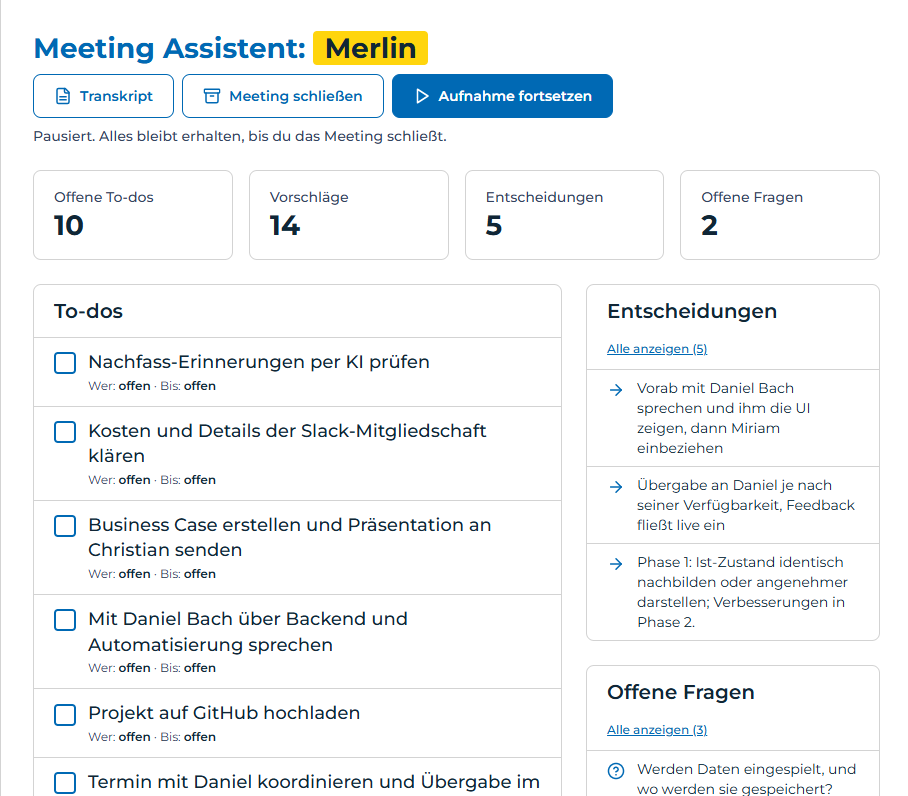 Meeting Assistent: Merlin
Transkript
Meeting schließen
Aufnahme fortsetzen
Pausiert. Alles bleibt erhalten, bis du das Meeting schließt.
Offene To-dos
10
Vorschläge
14
Entscheidungen
5
Offene Fragen
2
To-dos
Nachfass-Erinnerungen per KI prüfen
Wer: offen · Bis: offen
Kosten und Details der Slack-Mitgliedschaft
klären
Wer: offen · Bis: offen
Business Case erstellen und Präsentation an
Christian senden
Wer: offen · Bis: offen
Mit Daniel Bach über Backend und
Automatisierung sprechen
Wer: offen · Bis: offen
Projekt auf GitHub hochladen
Wer: offen · Bis: offen
Termin mit Daniel koordinieren und Übergabe im
Entscheidungen
Alle anzeigen (5)
Vorab mit Daniel Bach
sprechen und ihm die UI
zeigen, dann Miriam
einbeziehen
Übergabe an Daniel je nach
seiner Verfügbarkeit, Feedback
fließt live ein
Phase 1: Ist-Zustand identisch
nachbilden oder angenehmer
darstellen; Verbesserungen in
Phase 2.
Offene Fragen
Alle anzeigen (3)
Werden Daten eingespielt, und
wo werden sie gespeichert?